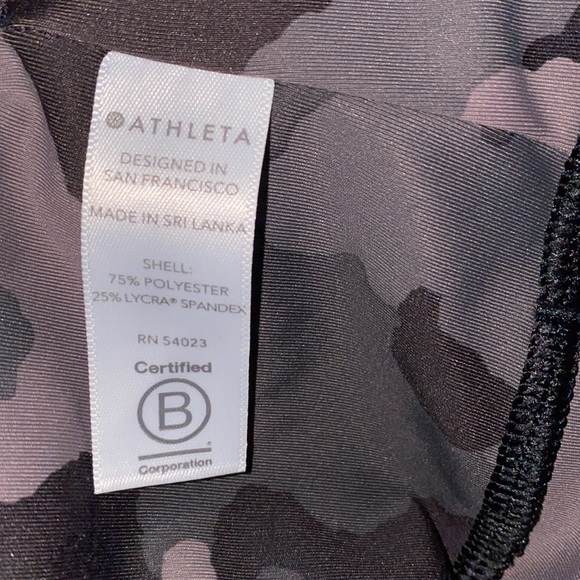 ATHLETA
DESIGNED IN
SAN FRANCISCO
MADE IN SRI LANKA
SHELL:
75% POLYESTER
25% LYCRA® SPANDEX
RN 54023
Certified
B
Corporation